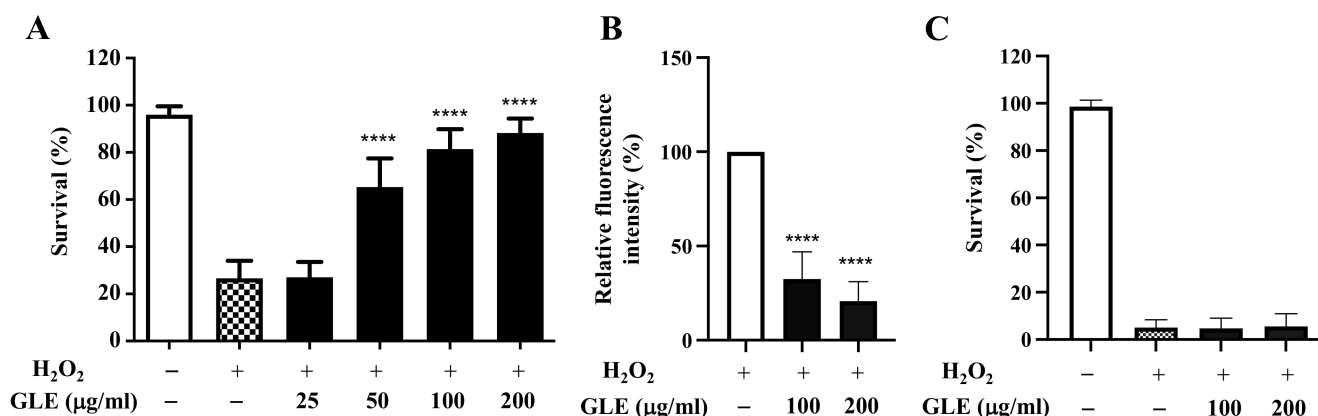 A
Survival (%)
120
100
80
60
40
20
0
****
****
****
H₂O₂ – + + + + +
GLE (μg/ml) – – 25 50 100 200
B
Relative fluorescence
intensity (%)
150
100
50
0
****
****
H₂O₂ + + +
GLE (μg/ml) – 100 200
C
Survival (%)
120
100
80
60
40
20
0
H₂O₂ – + + +
GLE (μg/ml) – – 100 200